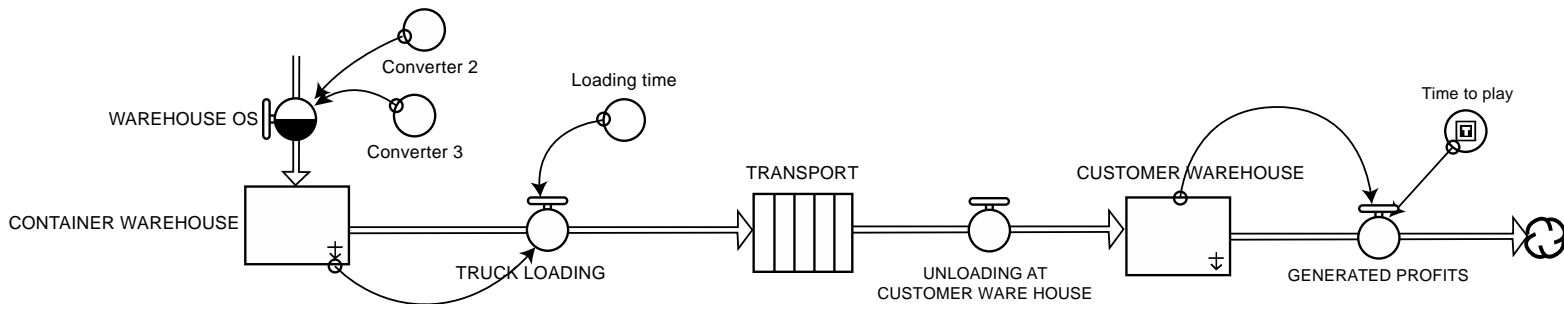 Converter 2
Loading time
Time to play
WAREHOUSE OS
Converter 3
TRANSPORT
CUSTOMER WAREHOUSE
CONTAINER WAREHOUSE
TRUCK LOADING
UNLOADING AT
CUSTOMER WARE HOUSE
GENERATED PROFITS